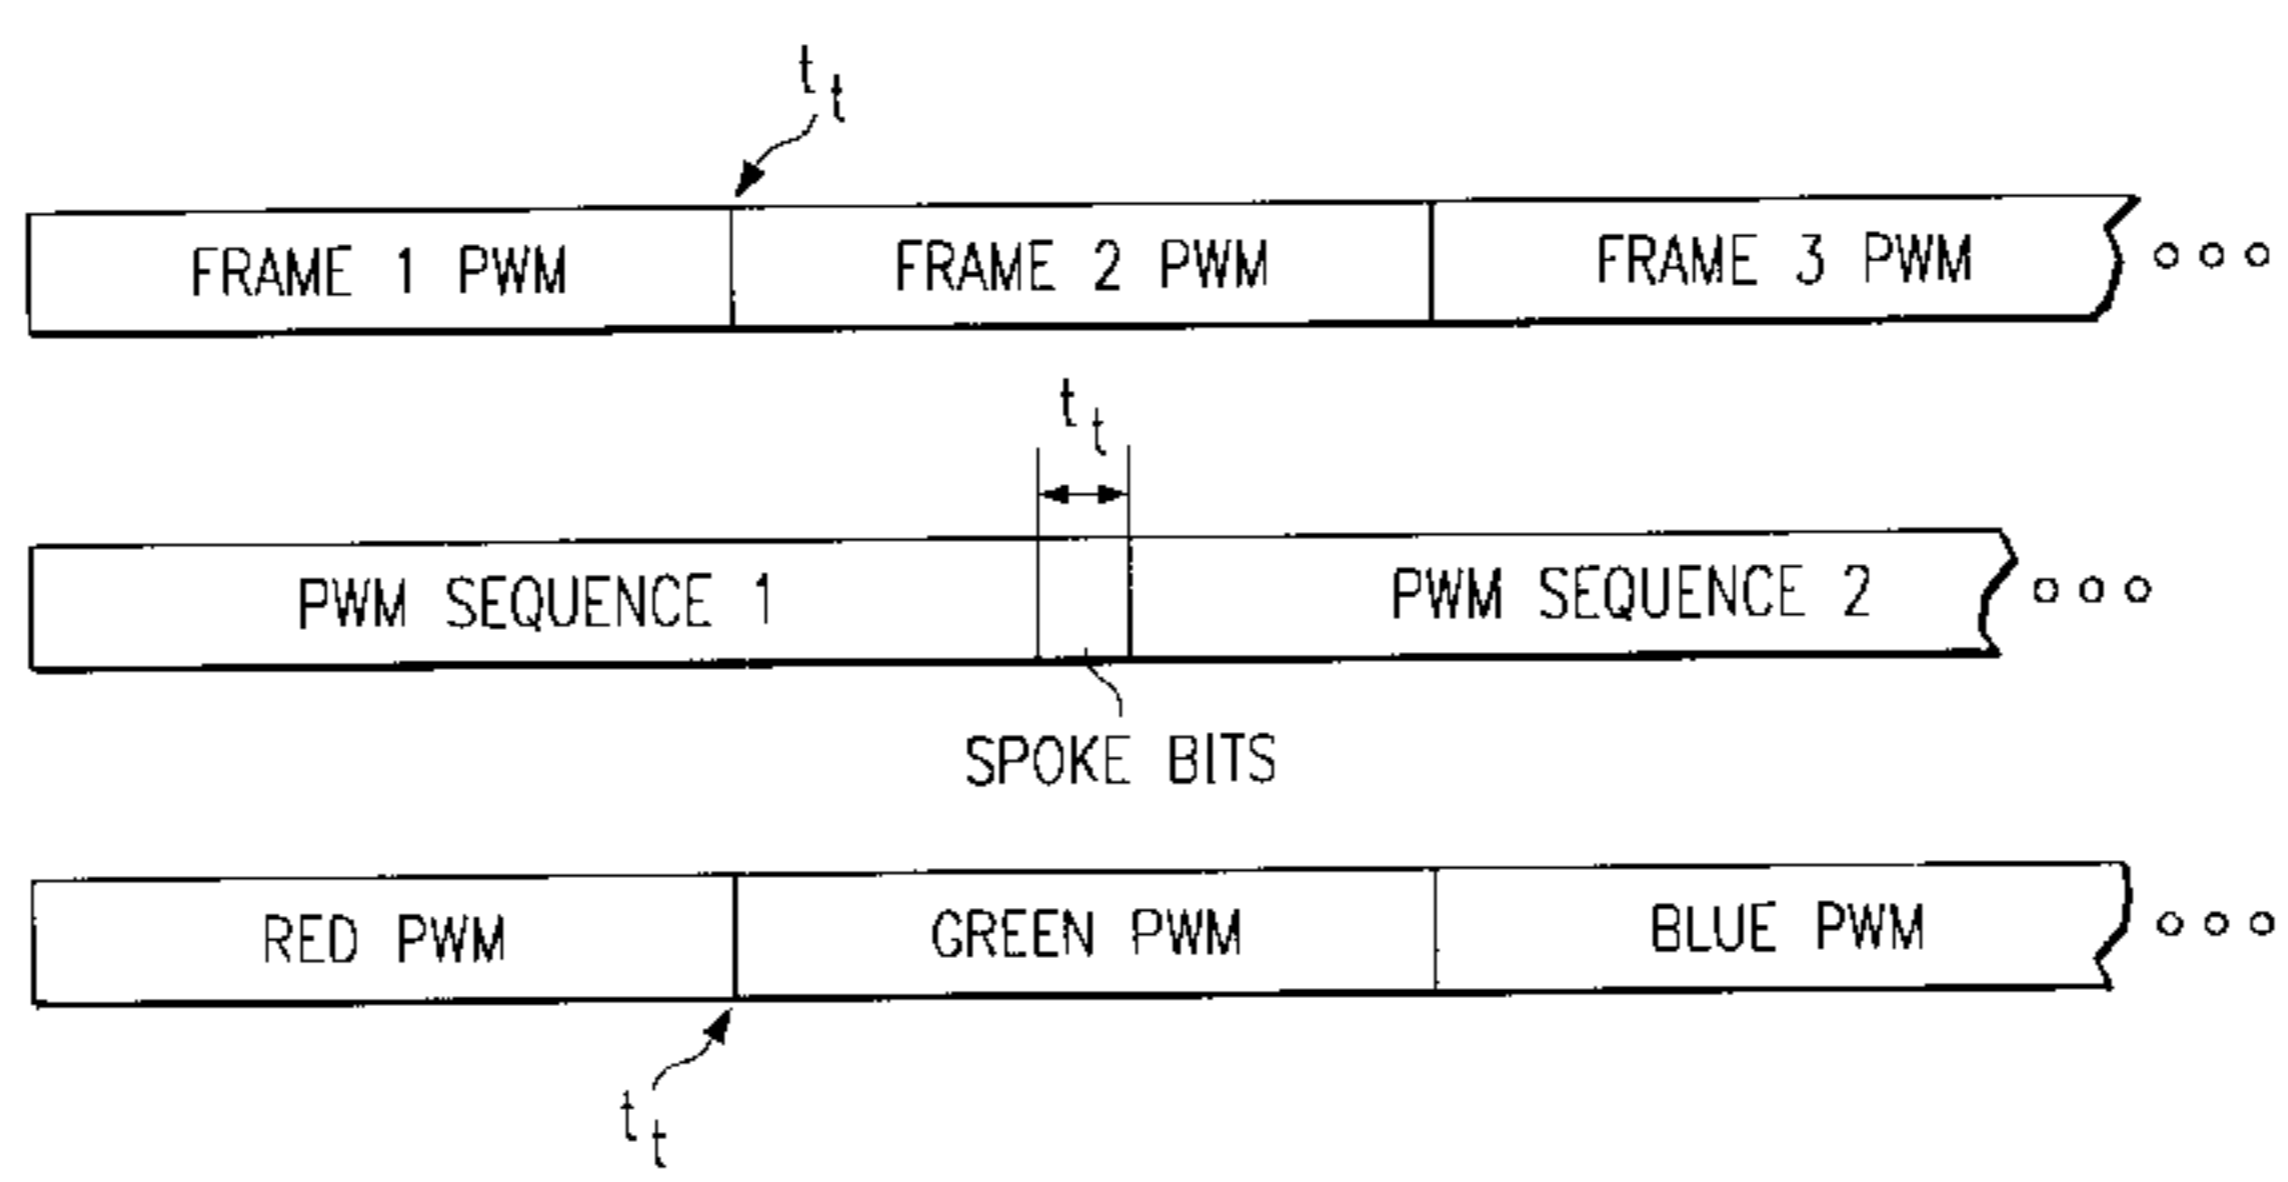 t t
FRAME 1 PWM FRAME 2 PWM FRAME 3 PWM
t t
PWM SEQUENCE 1 PWM SEQUENCE 2
SPOKE BITS
RED PWM GREEN PWM BLUE PWM
t t